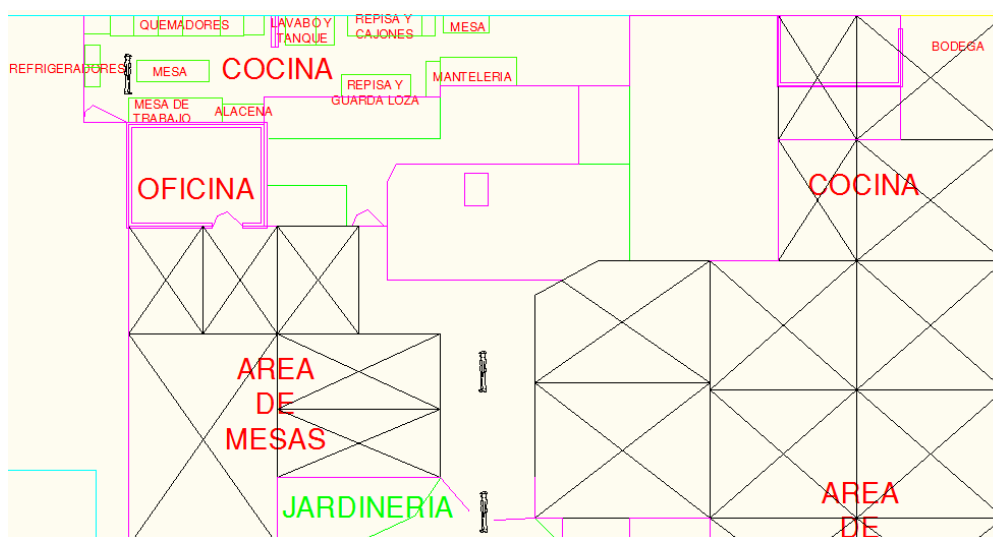 QUEMADORES
LAVABO Y
TANQUE
REPISA Y
CAJONES
MESA
BODEGA
REFRIGERADORES
MESA
COCINA
REPISA Y
GUARDA LOZA
MANTELERIA
MESA DE
TRABAJO
ALACENA
OFICINA
COCINA
AREA
DE
MESAS
JARDINERIA
AREA
DE